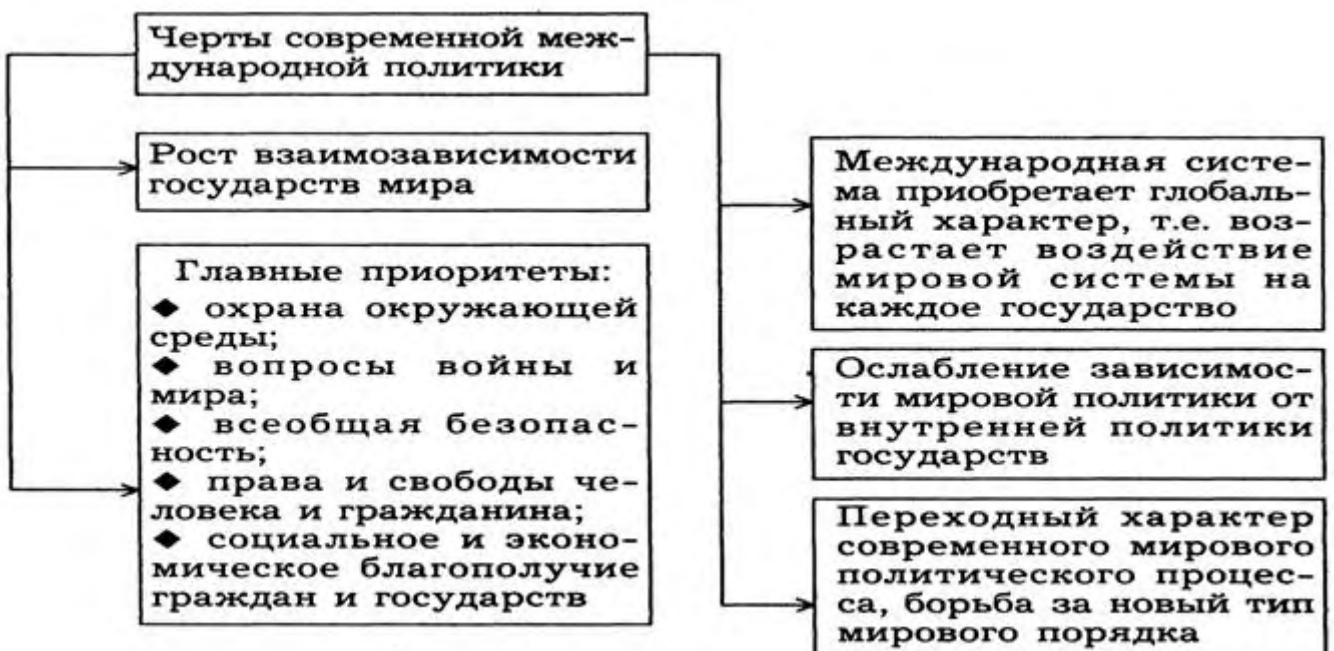 Черты современной меж-
дународной политики
Рост взаимозависимости
государств мира
Главные приоритеты:
◆ охрана окружающей
среды;
◆ вопросы войны и
мира;
◆ всеобщая безопас-
ность;
◆ права и свободы че-
ловека и гражданина;
◆ социальное и эконо-
мическое благополучие
граждан и государств
Международная систе-
ма приобретает глобаль-
ный характер, т.е. воз-
растает воздействие
мировой системы на
каждое государство
Ослабление зависимос-
ти мировой политики от
внутренней политики
государств
Переходный характер
современного мирового
политического процес-
са, борьба за новый тип
мирового порядка